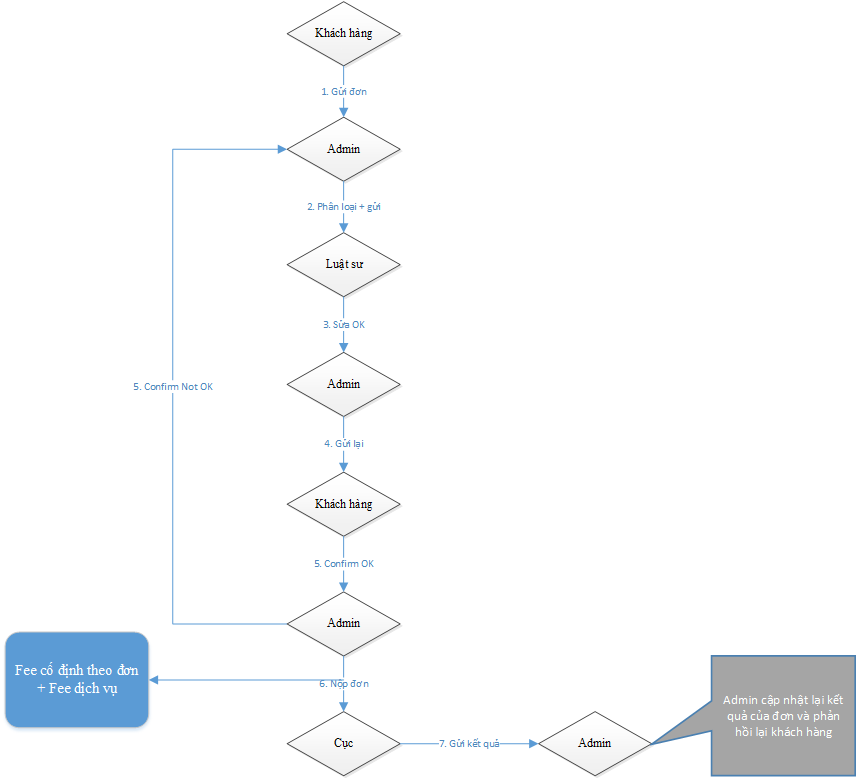 Khách hàng
1. Gửi đơn
Admin
2. Phân loại + gửi
Luật sư
3. Sửa OK
Admin
5. Confirm Not OK
4. Gửi lại
Khách hàng
5. Confirm OK
Admin
Fee cố định theo đơn
+ Fee dịch vụ
6. Nộp đơn
Cục
7. Gửi kết quả
Admin
Admin cập nhật lại kết
quả của đơn và phản
hồi lại khách hàng